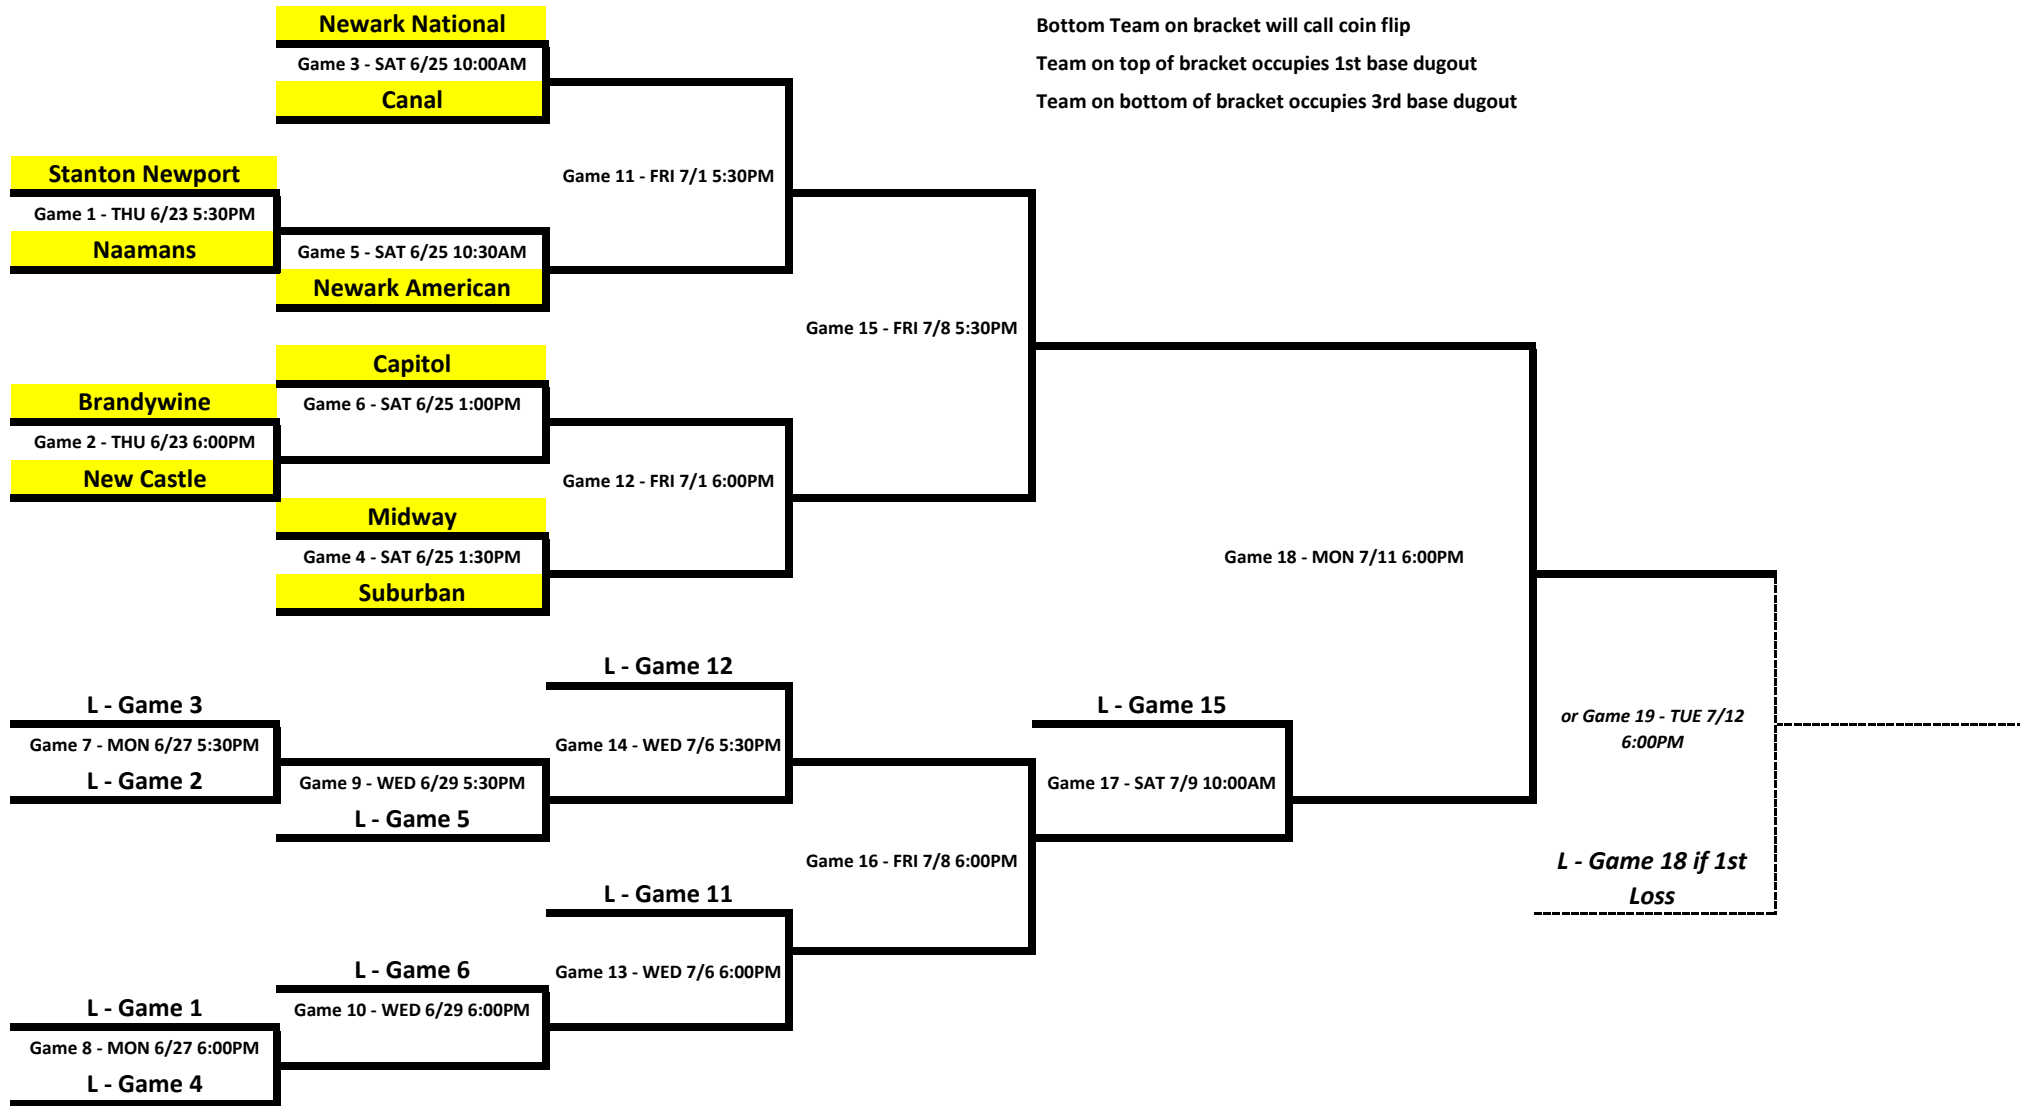 Newark National
Bottom Team on bracket will call coin flip
Game 3 - SAT 6/25 10:00AM
Team on top of bracket occupies 1st base dugout
Canal
Team on bottom of bracket occupies 3rd base dugout
Stanton Newport
Game 11 - FRI 7/1 5:30PM
Game 1 - THU 6/23 5:30PM
Naamans
Game 5 - SAT 6/25 10:30AM
Newark American
Game 15 - FRI 7/8 5:30PM
Capitol
Brandywine
Game 6 - SAT 6/25 1:00PM
Game 2 - THU 6/23 6:00PM
New Castle
Game 12 - FRI 7/1 6:00PM
Midway
Game 4 - SAT 6/25 1:30PM
Game 18 - MON 7/11 6:00PM
Suburban
L - Game 12
L - Game 3
L - Game 15
or Game 19 - TUE 7/12
6:00PM
Game 7 - MON 6/27 5:30PM
Game 14 - WED 7/6 5:30PM
L - Game 2
Game 9 - WED 6/29 5:30PM
Game 17 - SAT 7/9 10:00AM
L - Game 5
Game 16 - FRI 7/8 6:00PM
L - Game 18 if 1st
Loss
L - Game 11
L - Game 6
Game 13 - WED 7/6 6:00PM
L - Game 1
Game 10 - WED 6/29 6:00PM
Game 8 - MON 6/27 6:00PM
L - Game 4